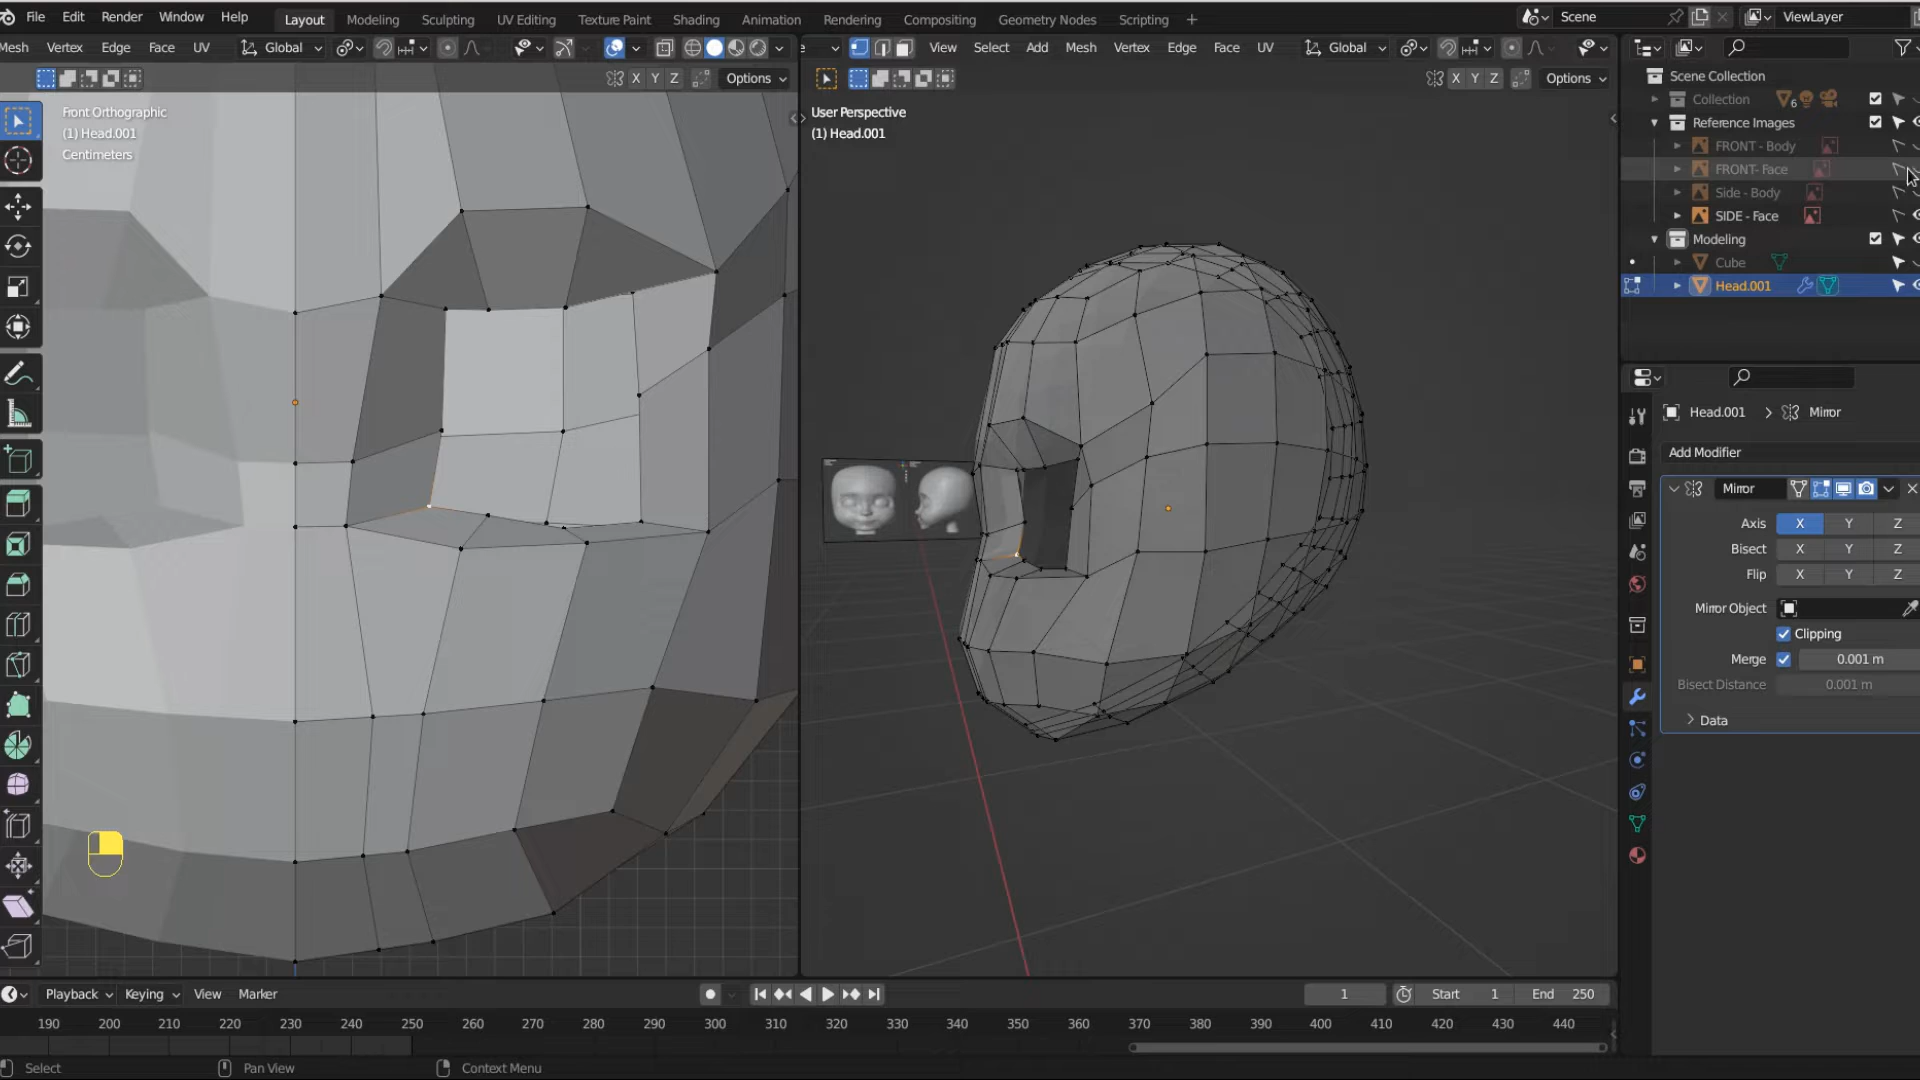 File Edit Render Window Help Layout Modeling Sculpting UV Editing Texture Paint Shading Animation Rendering Compositing Geometry Nodes Scripting + Scene ViewLayer
Mesh Vertex Edge Face UV Global
View Select Add Mesh Vertex Edge Face UV Global
X Y Z Options
X Y Z Options
Front Orthographic
(1) Head.001
Centimeters
User Perspective
(1) Head.001
Scene Collection
Collection 6
Reference Images
FRONT - Body
FRONT- Face
Side - Body
SIDE - Face
Modeling
Cube
Head.001
Head.001 > Mirror
Add Modifier
Mirror
Axis X Y Z
Bisect X Y Z
Flip X Y Z
Mirror Object
Clipping
Merge 0.001 m
Bisect Distance 0.001 m
Data
Playback Keying View Marker 1 Start 1 End 250
190 200 210 220 230 240 250 260 270 280 290 300 310 320 330 340 350 360 370 380 390 400 410 420 430 440
Select Pan View Context Menu